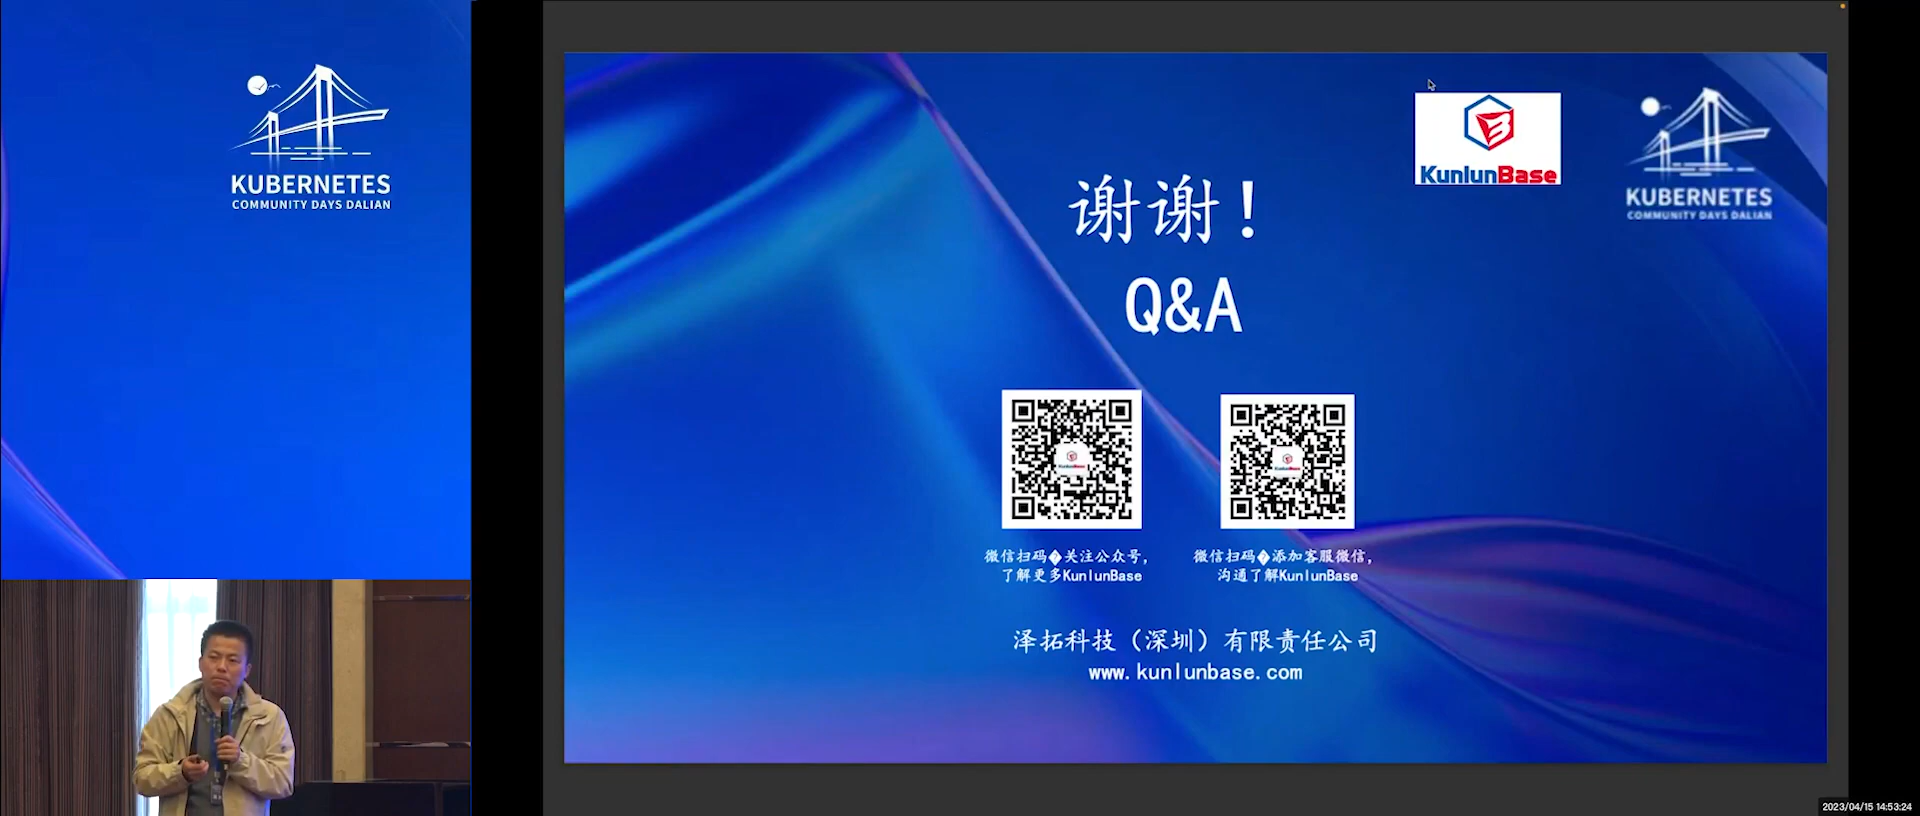 KUBERNETES
COMMUNITY DAYS DALIAN
KunlunBase
KUBERNETES
COMMUNITY DAYS DALIAN
谢谢！
Q&A
微信扫码�关注公众号，
了解更多KunlunBase
微信扫码�添加客服微信，
沟通了解KunlunBase
泽拓科技（深圳）有限责任公司
www.kunlunbase.com
2023/04/15 14:53:24